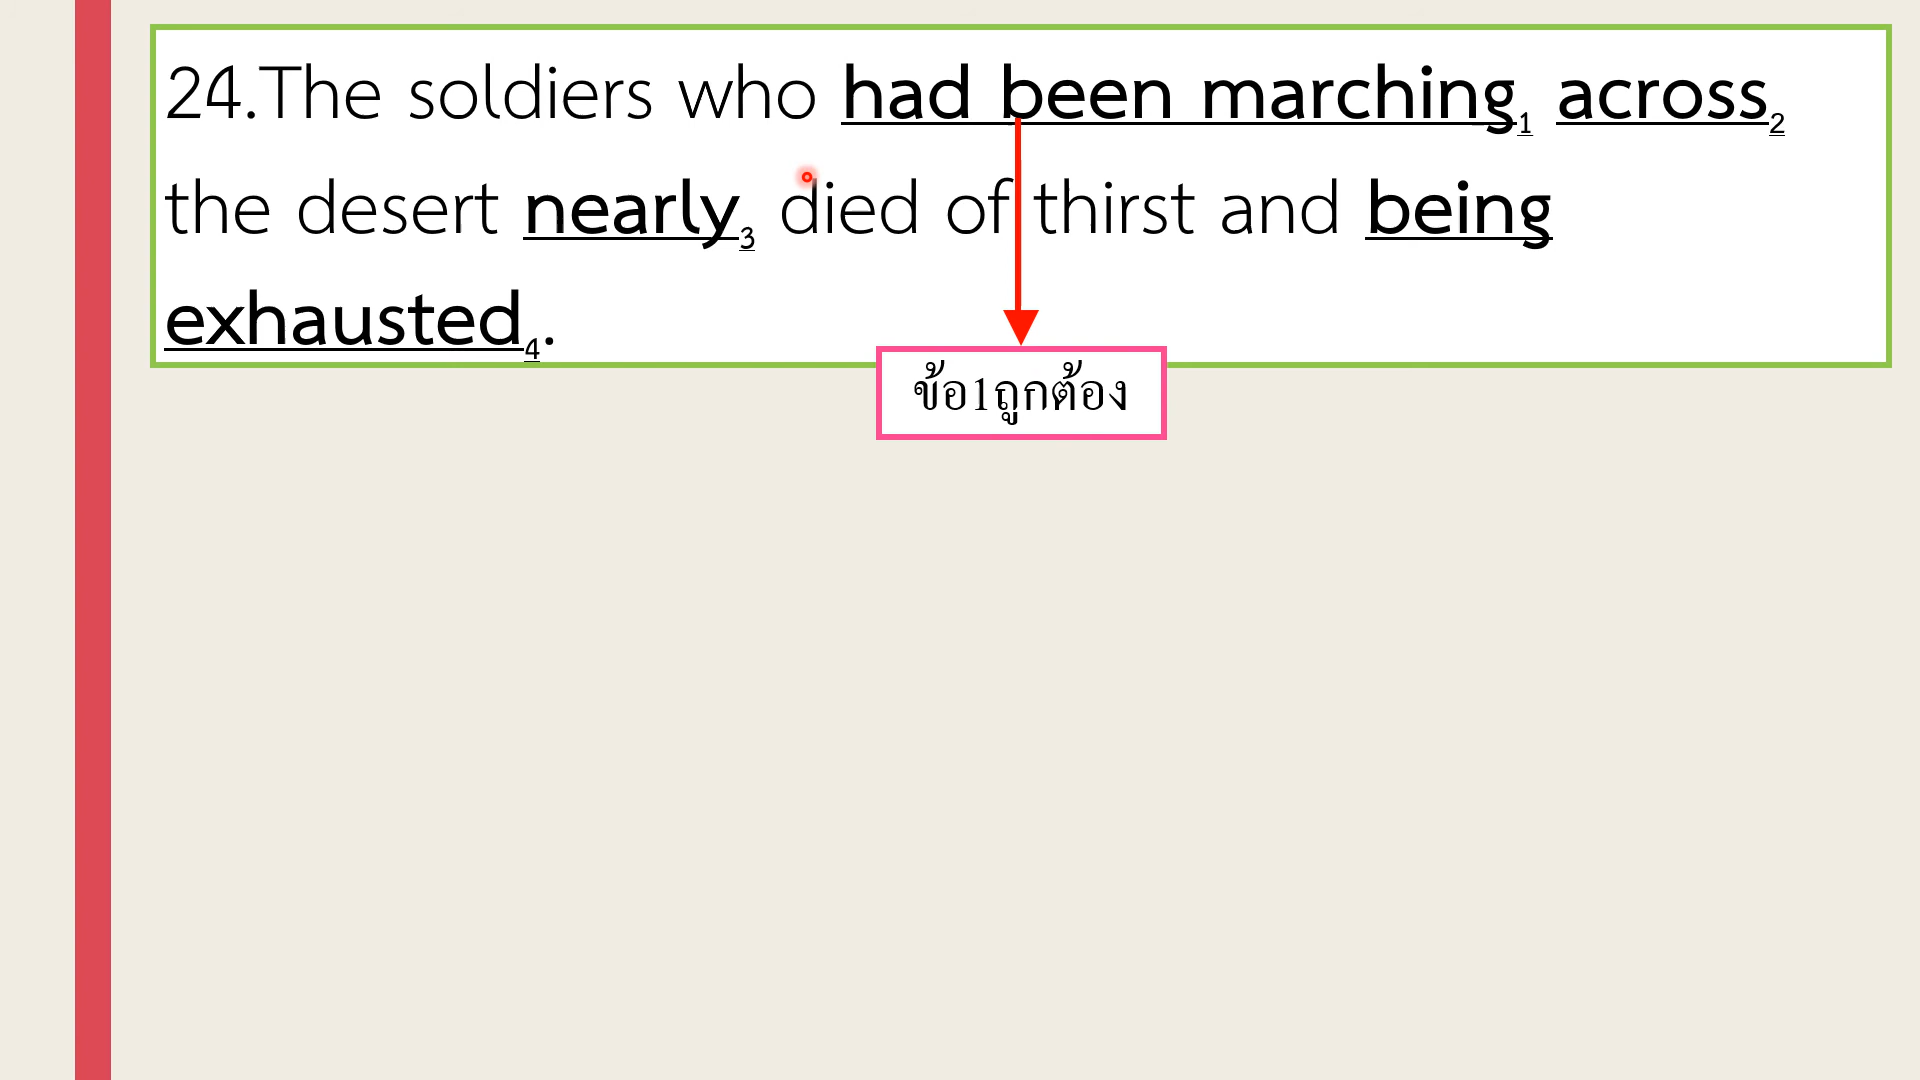 24.The soldiers who had been marching1 across2
the desert nearly3 died of thirst and being
exhausted4.
ข้อ1ถูกต้อง